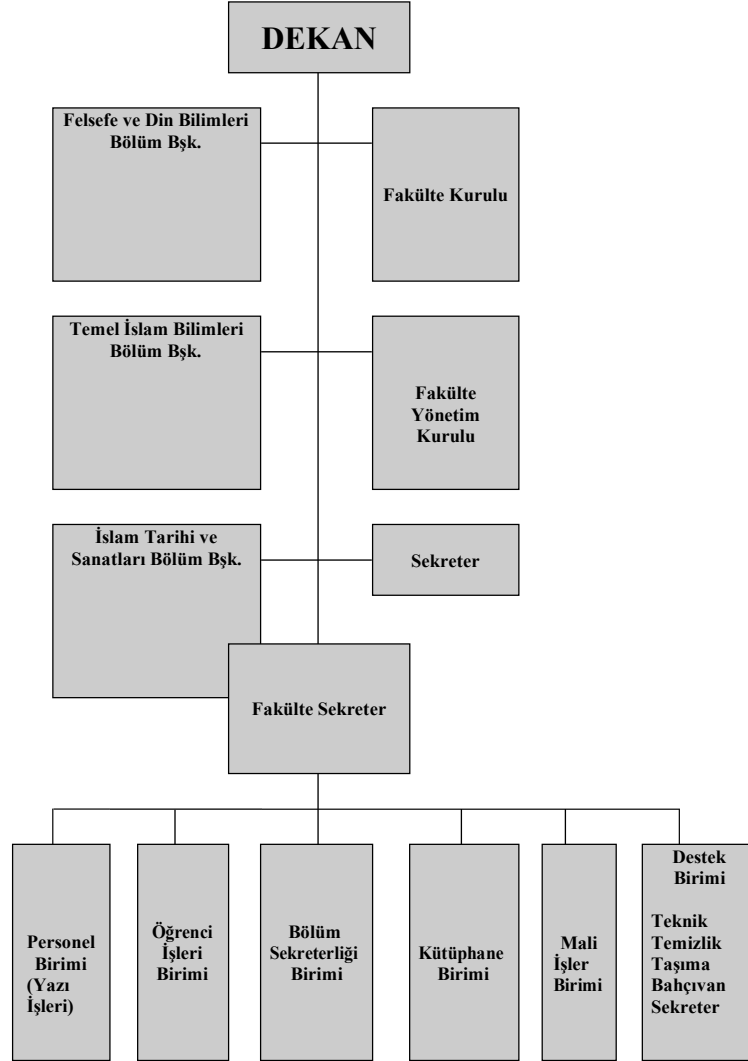 DEKAN
Felsefe ve Din Bilimleri
Bölüm Bşk.
Fakülte Kurulu
Temel İslam Bilimleri
Bölüm Bşk.
Fakülte
Yönetim
Kurulu
İslam Tarihi ve
Sanatları Bölüm Bşk.
Sekreter
Fakülte Sekreter
Personel
Birimi
(Yazı
İşleri)
Öğrenci
İşleri
Birimi
Bölüm
Sekreterliği
Birimi
Kütüphane
Birimi
Mali
İşler
Birimi
Destek
Birimi
Teknik
Temizlik
Taşıma
Bahçıvan
Sekreter